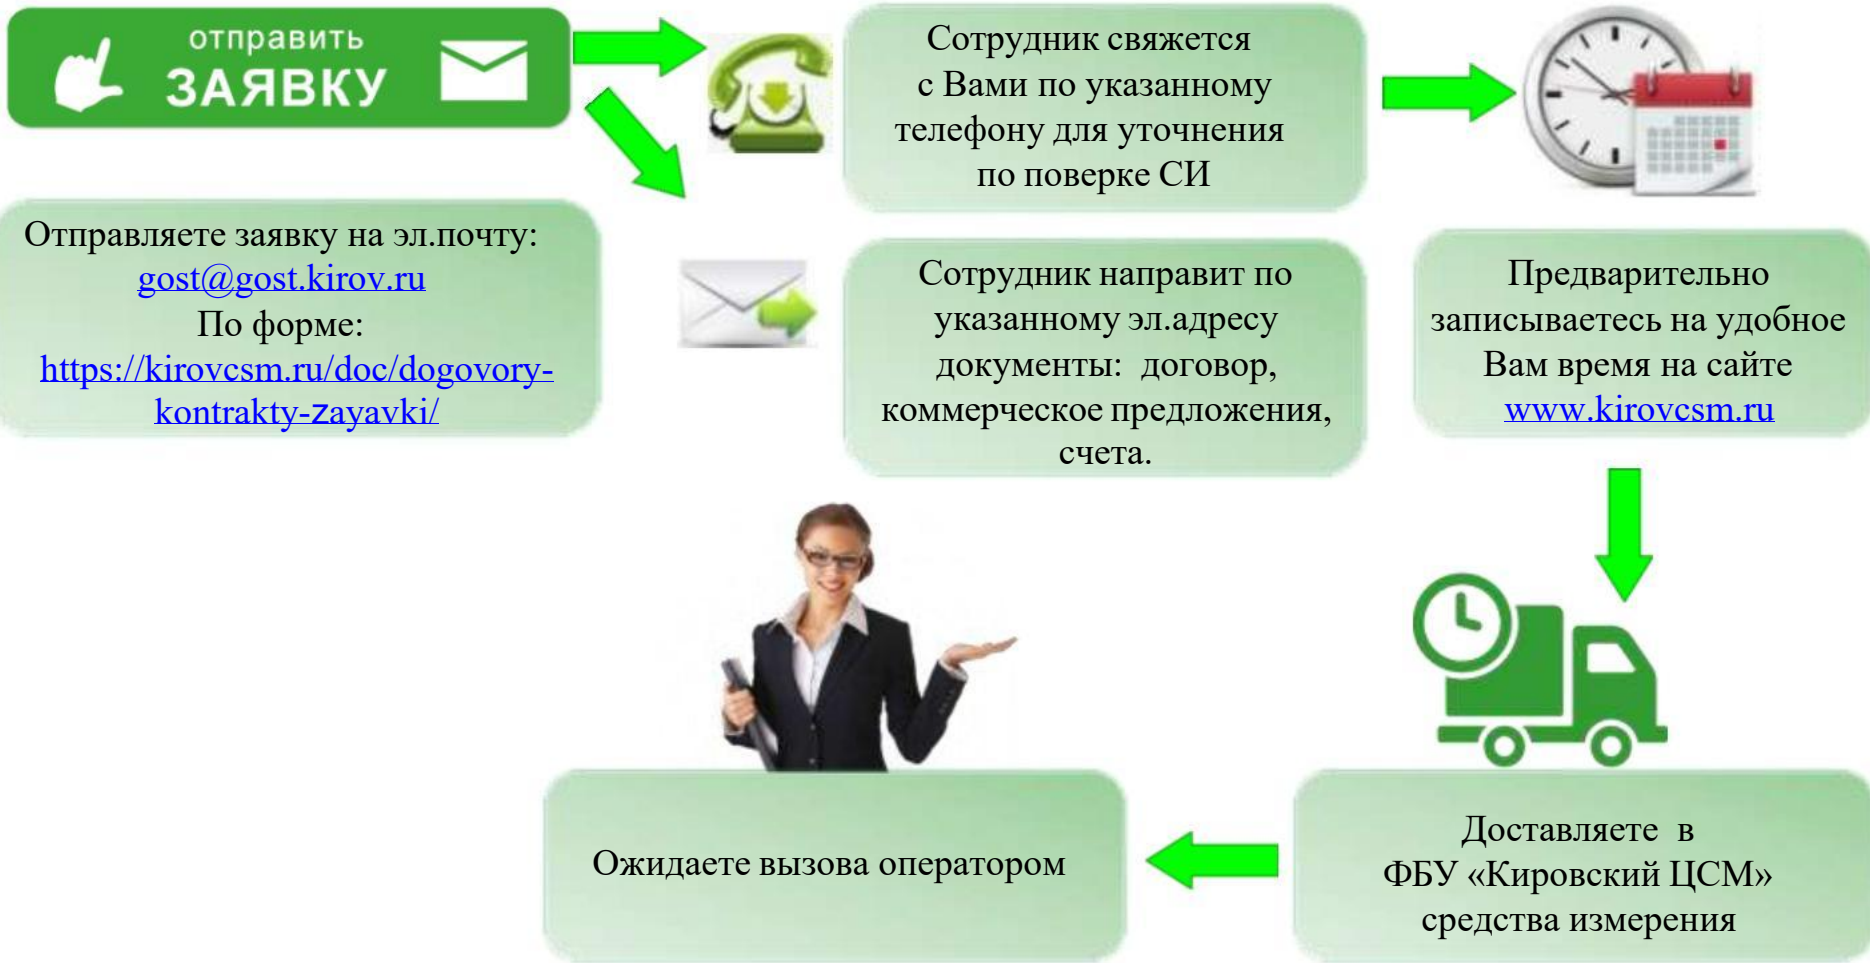 отправить
ЗАЯВКУ
Отправляете заявку на эл.почту:
gost@gost.kirov.ru
По форме:
https://kirovcsm.ru/doc/dogovory-
kontrakty-zayavki/
Сотрудник свяжется
с Вами по указанному
телефону для уточнения
по поверке СИ
Сотрудник направит по
указанному эл.адресу
документы:  договор,
коммерческое предложения,
счета.
Предварительно
записываетесь на удобное
Вам время на сайте
www.kirovcsm.ru
Доставляете  в
ФБУ «Кировский ЦСМ»
средства измерения
Ожидаете вызова оператором